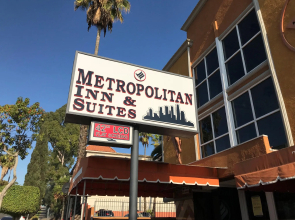 METROPOLITAN
INN &
SUITES